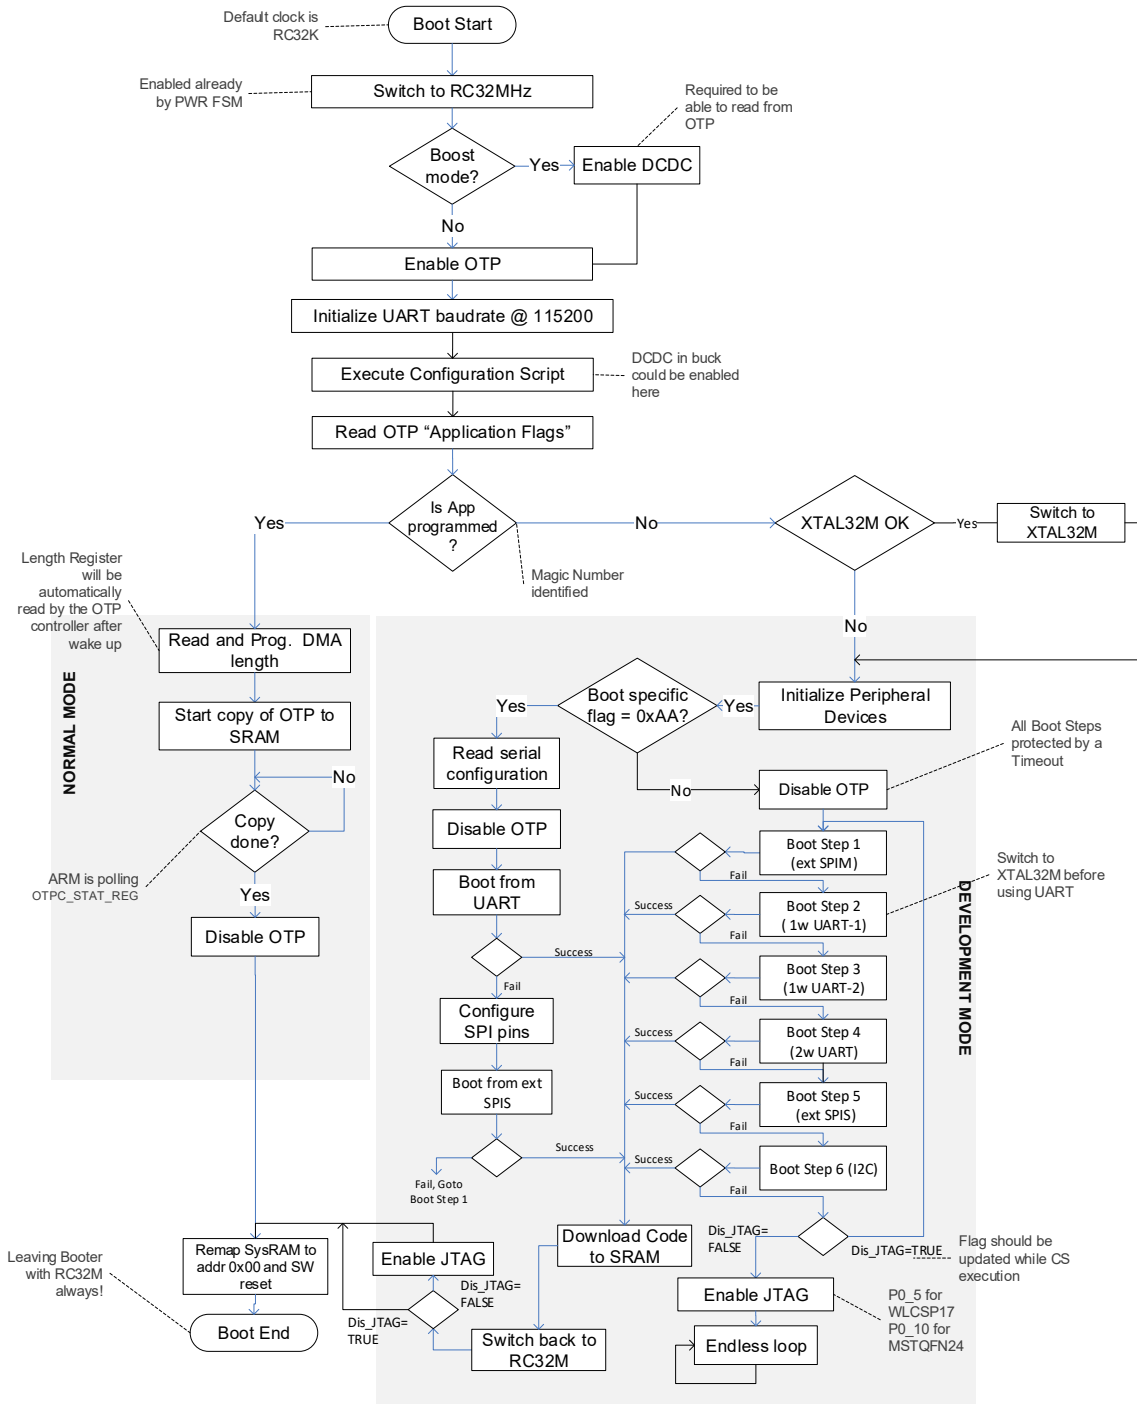 Default clock is
RC32K
Boot Start
Enabled already
by PWR FSM
Switch to RC32MHz
Required to be
able to read from
OTP
Boost
mode?
Yes
Enable DCDC
No
Enable OTP
Initialize UART baudrate @ 115200
Execute Configuration Script
DCDC in buck
could be enabled
here
Read OTP “Application Flags”
Is App
programmed
?
Yes
No
XTAL32M OK
Yes
Switch to
XTAL32M
Magic Number
identified
Length Register
will be
automatically
read by the OTP
controller after
wake up
No
NORMAL MODE
Read and Prog. DMA
length
Start copy of OTP to
SRAM
No
Copy
done?
ARM is polling
OTPC_STAT_REG
Yes
Disable OTP
DEVELOPMENT MODE
Initialize Peripheral
Devices
Yes
Boot specific
flag = 0xAA?
Yes
No
Read serial
configuration
Disable OTP
Boot from
UART
Success
Fail
Configure
SPI pins
Boot from ext
SPIS
Success
Fail, Goto
Boot Step 1
All Boot Steps
protected by a
Timeout
Disable OTP
Boot Step 1
(ext SPIM)
Fail
Switch to
XTAL32M before
using UART
Boot Step 2
( 1w UART-1)
Success
Fail
Boot Step 3
(1w UART-2)
Success
Fail
Boot Step 4
(2w UART)
Success
Fail
Boot Step 5
(ext SPIS)
Success
Fail
Boot Step 6 (I2C)
Success
Fail
Dis_JTAG=
FALSE
Dis_JTAG=TRUE
Flag should be
updated while CS
execution
Enable JTAG
P0_5 for
WLCSP17
P0_10 for
MSTQFN24
Endless loop
Download Code
to SRAM
Switch back to
RC32M
Dis_JTAG=
FALSE
Dis_JTAG=
TRUE
Enable JTAG
Remap SysRAM to
addr 0x00 and SW
reset
Leaving Booter
with RC32M
always!
Boot End